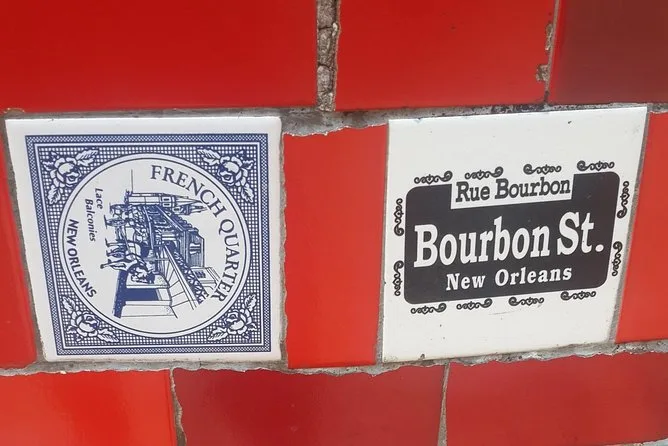 FRENCH QUARTER
Lace
Balconies
NEW ORLEANS
Rue Bourbon
Bourbon St.
New Orleans